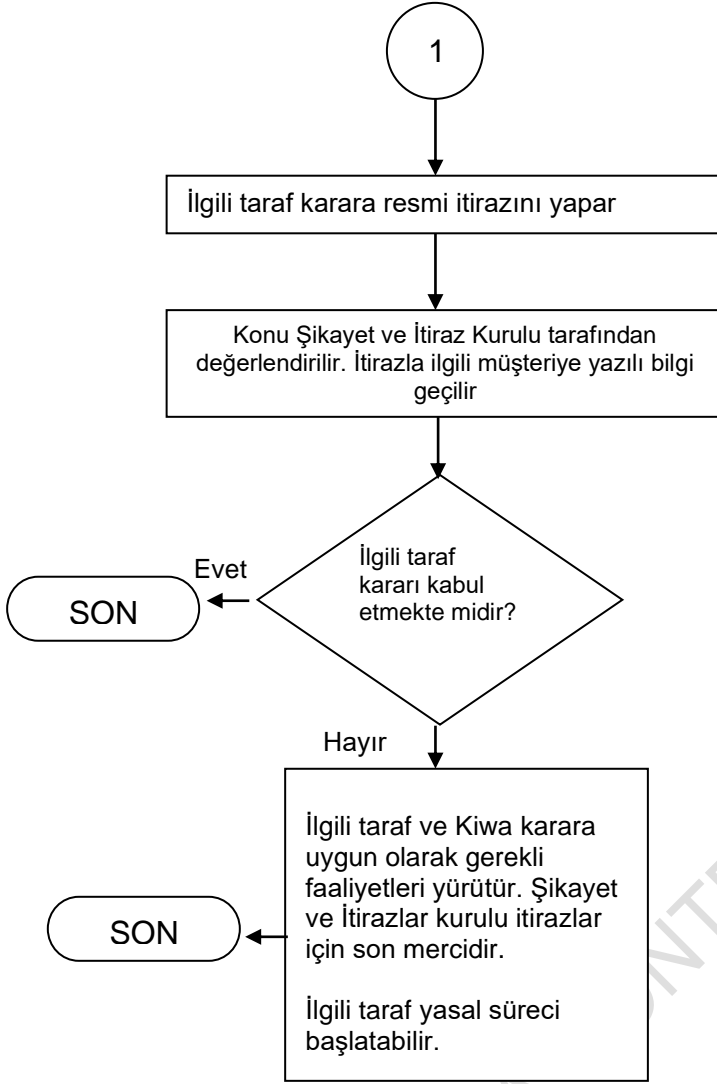 1
İlgili taraf karara resmi itirazını yapar
Konu Şikayet ve İtiraz Kurulu tarafından
değerlendirilir. İtirazla ilgili müşteriye yazılı bilgi
geçilir
İlgili taraf
kararı kabul
etmekte midir?
Evet
SON
Hayır
İlgili taraf ve Kiwa karara
uygun olarak gerekli
faaliyetleri yürütür. Şikayet
ve İtirazlar kurulu itirazlar
için son mercidir.
İlgili taraf yasal süreci
başlatabilir.
SON